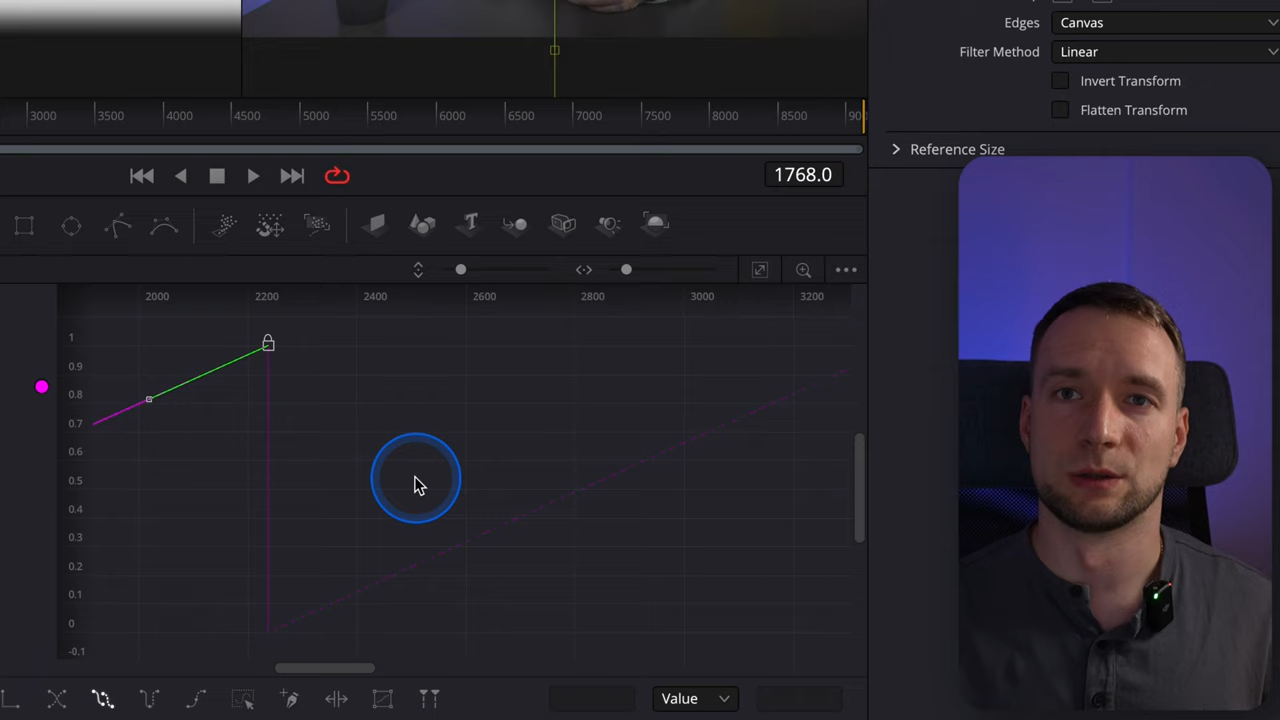 Edges Canvas
Filter Method Linear
Invert Transform
Flatten Transform
Reference Size
3000 3500 4000 4500 5000 5500 6000 6500 7000 7500 8000 8500
1768.0
2000 2200 2400 2600 2800 3000 3200
1
0.9
0.8
0.7
0.6
0.5
0.4
0.3
0.2
0.1
0
-0.1
Value